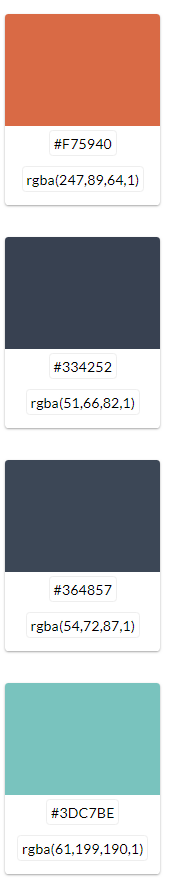 #F75940
rgba(247,89,64,1)
#334252
rgba(51,66,82,1)
#364857
rgba(54,72,87,1)
#3DC7BE
rgba(61,199,190,1)